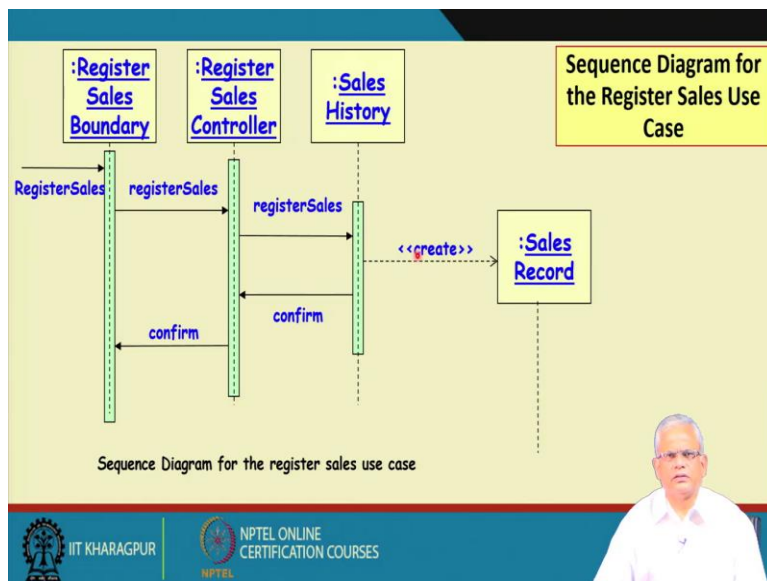 :Register
Sales
Boundary
:Register
Sales
Controller
:Sales
History
Sequence Diagram for
the Register Sales Use
Case
RegisterSales
registerSales
registerSales
<<create>>
:Sales
Record
confirm
confirm
Sequence Diagram for the register sales use case
IIT KHARAGPUR
NPTEL
NPTEL ONLINE
CERTIFICATION COURSES